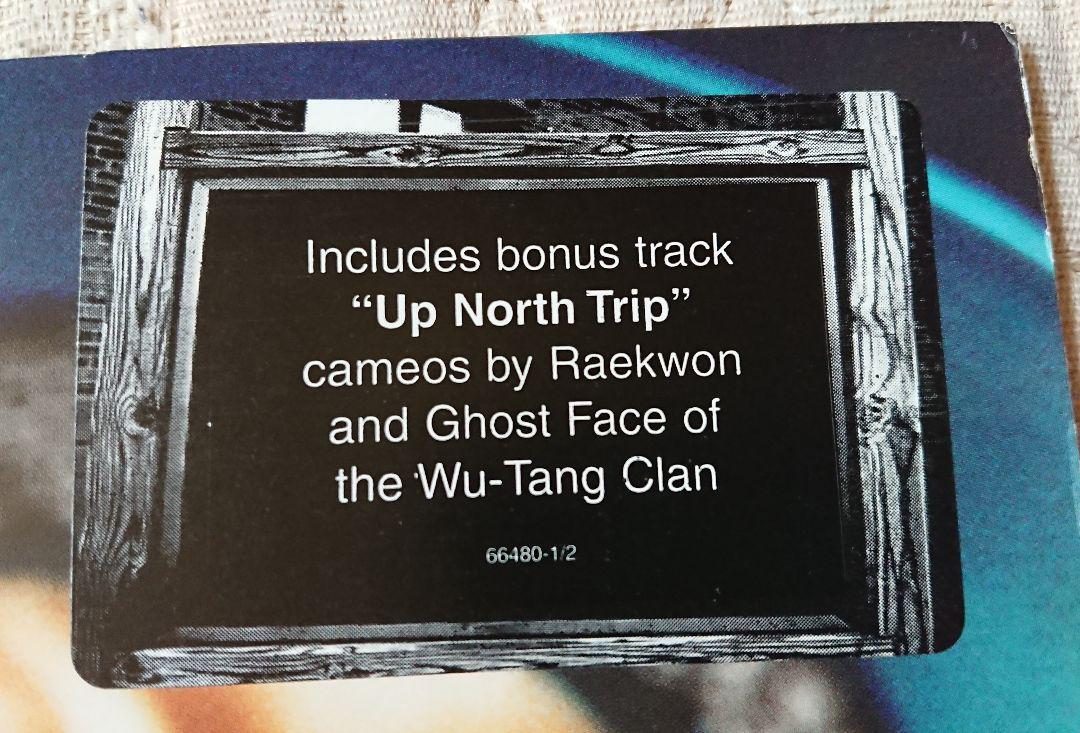 Includes bonus track
“Up North Trip”
cameos by Raekwon
and Ghost Face of
the Wu-Tang Clan
66480-1/2